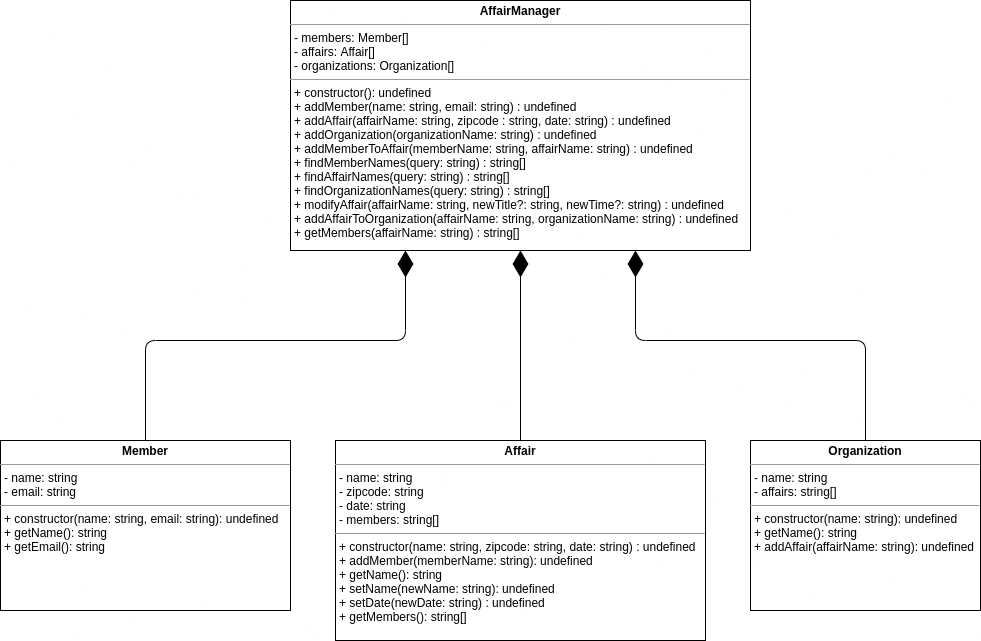 AffairManager
- members: Member[]
- affairs: Affair[]
- organizations: Organization[]
+ constructor(): undefined
+ addMember(name: string, email: string) : undefined
+ addAffair(affairName: string, zipcode : string, date: string) : undefined
+ addOrganization(organizationName: string) : undefined
+ addMemberToAffair(memberName: string, affairName: string) : undefined
+ findMemberNames(query: string) : string[]
+ findAffairNames(query: string) : string[]
+ findOrganizationNames(query: string) : string[]
+ modifyAffair(affairName: string, newTitle?: string, newTime?: string) : undefined
+ addAffairToOrganization(affairName: string, organizationName: string) : undefined
+ getMembers(affairName: string) : string[]
Member
- name: string
- email: string
+ constructor(name: string, email: string): undefined
+ getName(): string
+ getEmail(): string
Affair
- name: string
- zipcode: string
- date: string
- members: string[]
+ constructor(name: string, zipcode: string, date: string) : undefined
+ addMember(memberName: string): undefined
+ getName(): string
+ setName(newName: string): undefined
+ setDate(newDate: string) : undefined
+ getMembers(): string[]
Organization
- name: string
- affairs: string[]
+ constructor(name: string): undefined
+ getName(): string
+ addAffair(affairName: string): undefined